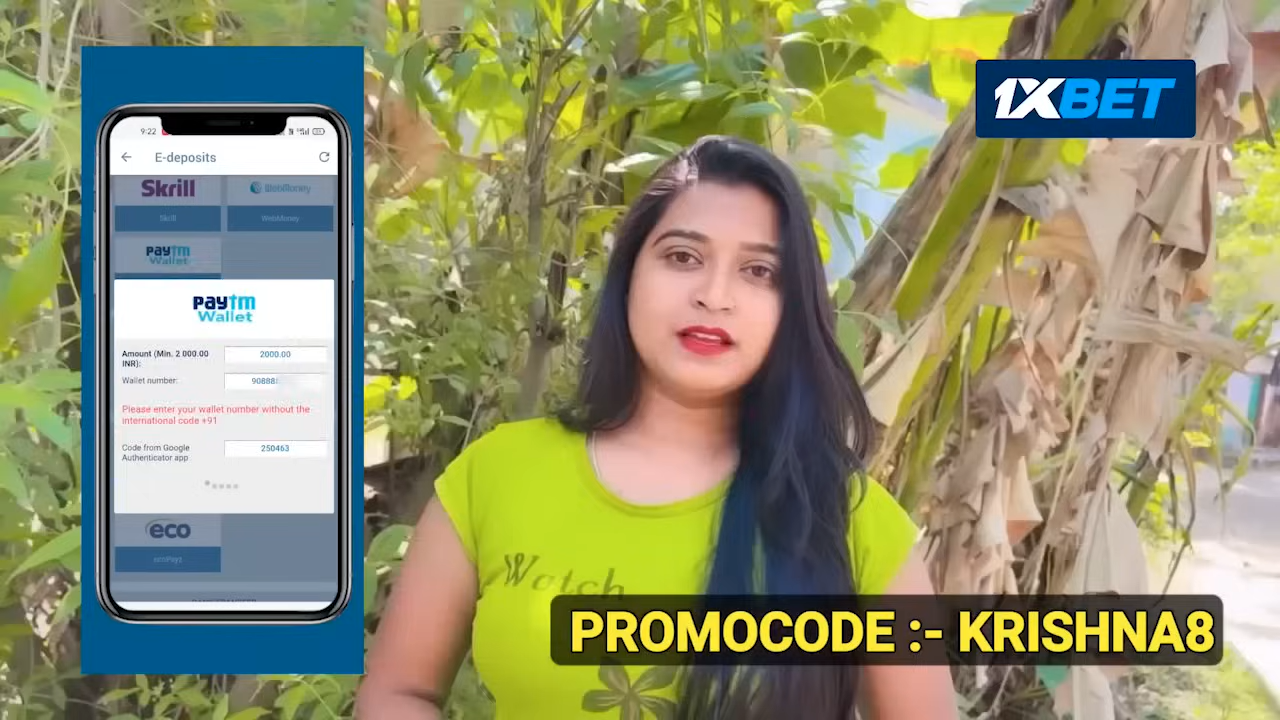 9:22
E-deposits
Skrill
WebMoney
Skrill
WebMoney
Paytm
Wallet
Paytm
Wallet
Amount (Min. 2 000.00
INR):
2000.00
Wallet number:
90888
Please enter your wallet number without the
international code +91
Code from Google
Authenticator app
250463
eco
ecoPayz
1XBET
Watch
PROMOCODE :- KRISHNA8